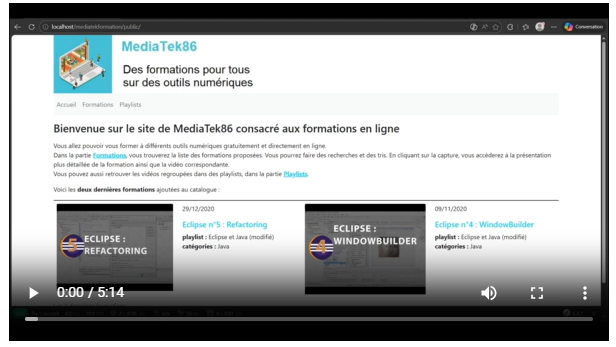 localhost/mediatekformation/public/
Conversation
MediaTek86
Des formations pour tous
sur des outils numériques
Accueil Formations Playlists
Bienvenue sur le site de MediaTek86 consacré aux formations en ligne
Vous allez pouvoir vous former à différents outils numériques gratuitement et directement en ligne.
Dans la partie Formations, vous trouverez la liste des formations proposées. Vous pourrez faire des recherches et des tris. En cliquant sur la capture, vous accèderez à la présentation
plus détaillée de la formation ainsi que la vidéo correspondante.
Vous pouvez aussi retrouver les vidéos regroupées dans des playlists, dans la partie Playlists.
Voici les deux dernières formations ajoutées au catalogue :
5
ECLIPSE :
REFACTORING
29/12/2020
Eclipse n°5 : Refactoring
playlist : Eclipse et Java (modifié)
catégories : Java
4
ECLIPSE :
WINDOWBUILDER
09/11/2020
Eclipse n°4 : WindowBuilder
playlist : Eclipse et Java (modifié)
catégories : Java
0:00 / 5:14